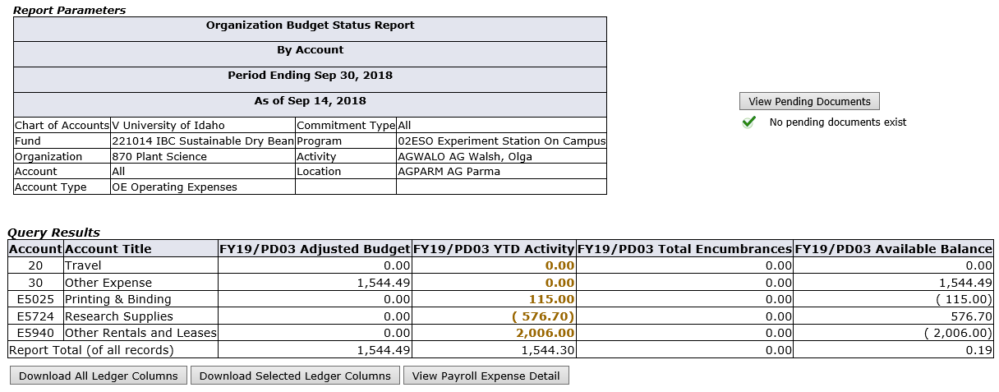 Report Parameters
Organization Budget Status Report
By Account
Period Ending Sep 30, 2018
As of Sep 14, 2018
Chart of Accounts V University of Idaho Commitment Type All
Fund 221014 IBC Sustainable Dry Bean Program 02ESO Experiment Station On Campus
Organization 870 Plant Science Activity AGWALO AG Walsh, Olga
Account All Location AGPARM AG Parma
Account Type OE Operating Expenses
View Pending Documents
No pending documents exist
Query Results
Account Account Title FY19/PD03 Adjusted Budget FY19/PD03 YTD Activity FY19/PD03 Total Encumbrances FY19/PD03 Available Balance
20 Travel 0.00 0.00 0.00 0.00
30 Other Expense 1,544.49 0.00 0.00 1,544.49
E5025 Printing & Binding 0.00 115.00 0.00 ( 115.00)
E5724 Research Supplies 0.00 ( 576.70) 0.00 576.70
E5940 Other Rentals and Leases 0.00 2,006.00 0.00 ( 2,006.00)
Report Total (of all records) 1,544.49 1,544.30 0.00 0.19
Download All Ledger Columns Download Selected Ledger Columns View Payroll Expense Detail